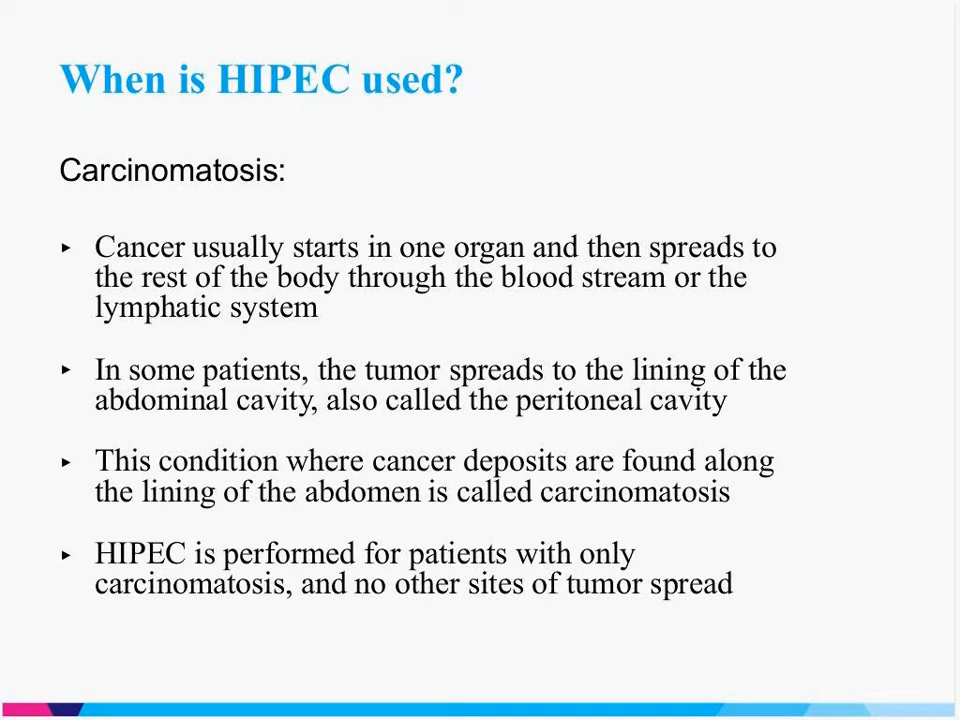 When is HIPEC used?
Carcinomatosis:
‣ Cancer usually starts in one organ and then spreads to
the rest of the body through the blood stream or the
lymphatic system
‣ In some patients, the tumor spreads to the lining of the
abdominal cavity, also called the peritoneal cavity
‣ This condition where cancer deposits are found along
the lining of the abdomen is called carcinomatosis
‣ HIPEC is performed for patients with only
carcinomatosis, and no other sites of tumor spread